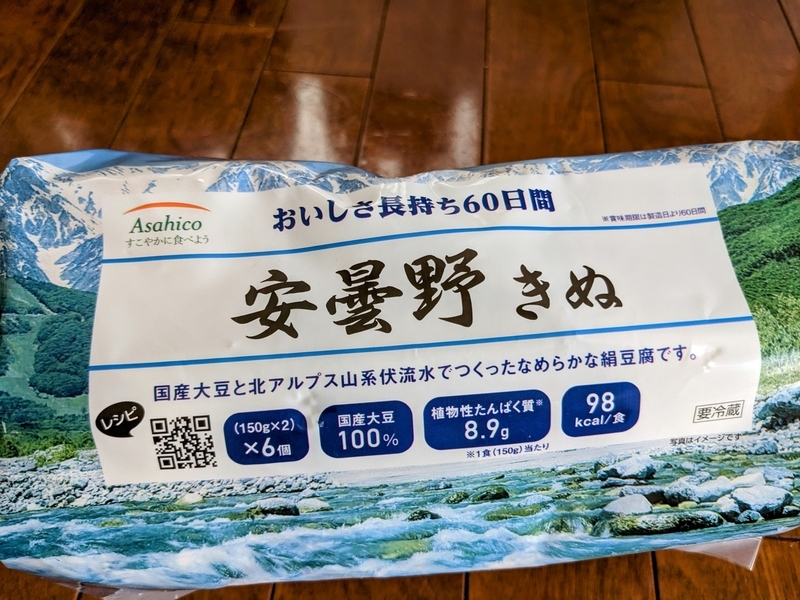 おいしさ長持ち60日間
※賞味期限は製造日より60日間
Asahico
すこやかに食べよう
安曇野 きぬ
国産大豆と北アルプス山系伏流水でつくったなめらかな絹豆腐です。
レシピ
(150g×2)
×6個
国産大豆
100%
植物性たんぱく質※
8.9g
※1食(150g)当たり
98
kcal/食
要冷蔵
写真はイメージです